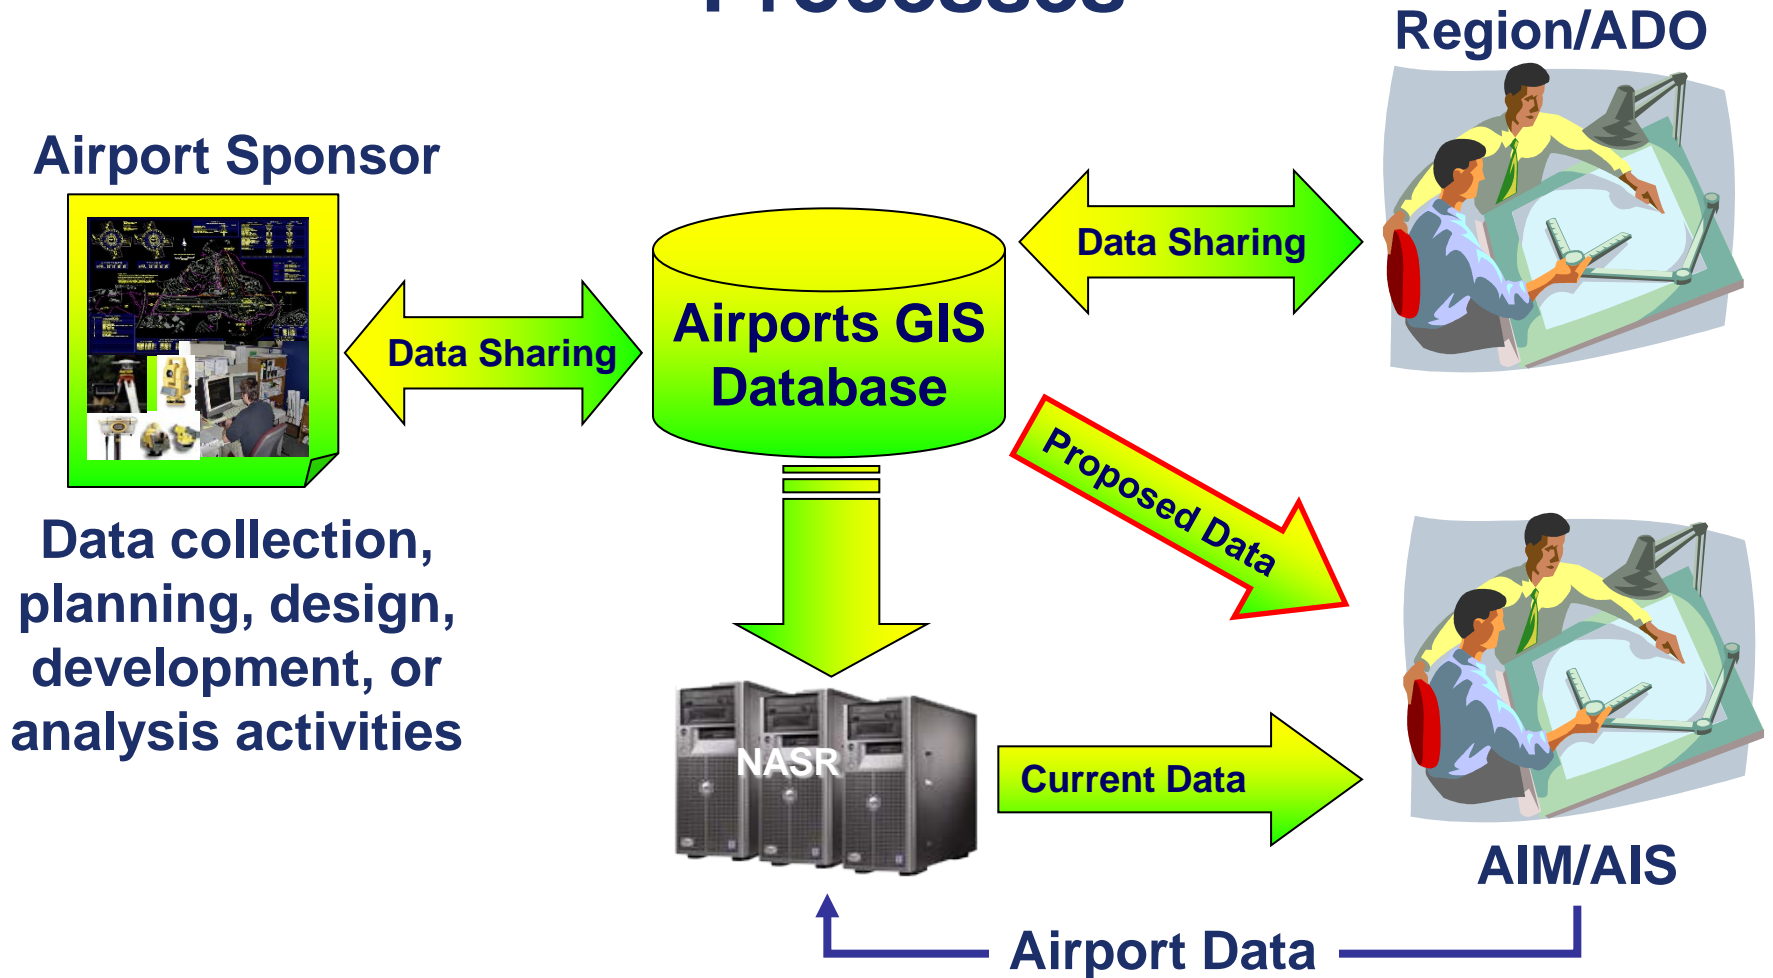 Processes
Region/ADO
Airport Sponsor
Data Sharing
Data Sharing
Airports GIS
Database
Proposed Data
Data collection,
planning, design,
development, or
analysis activities
NASR
Current Data
AIM/AIS
Airport Data